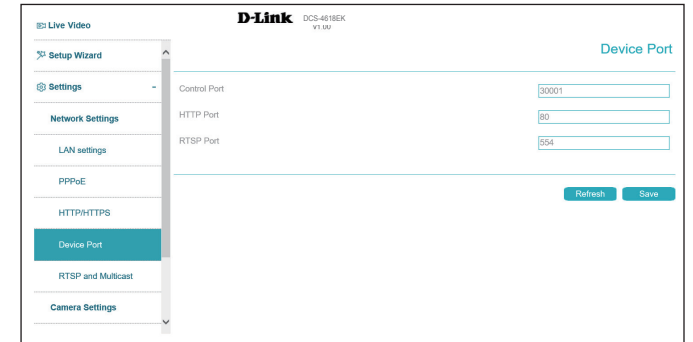 D-Link DCS-4618EK
V1.00
Live Video
Setup Wizard
Settings -
Network Settings
LAN settings
PPPoE
HTTP/HTTPS
Device Port
RTSP and Multicast
Camera Settings
Device Port
Control Port 30001
HTTP Port 80
RTSP Port 554
Refresh Save